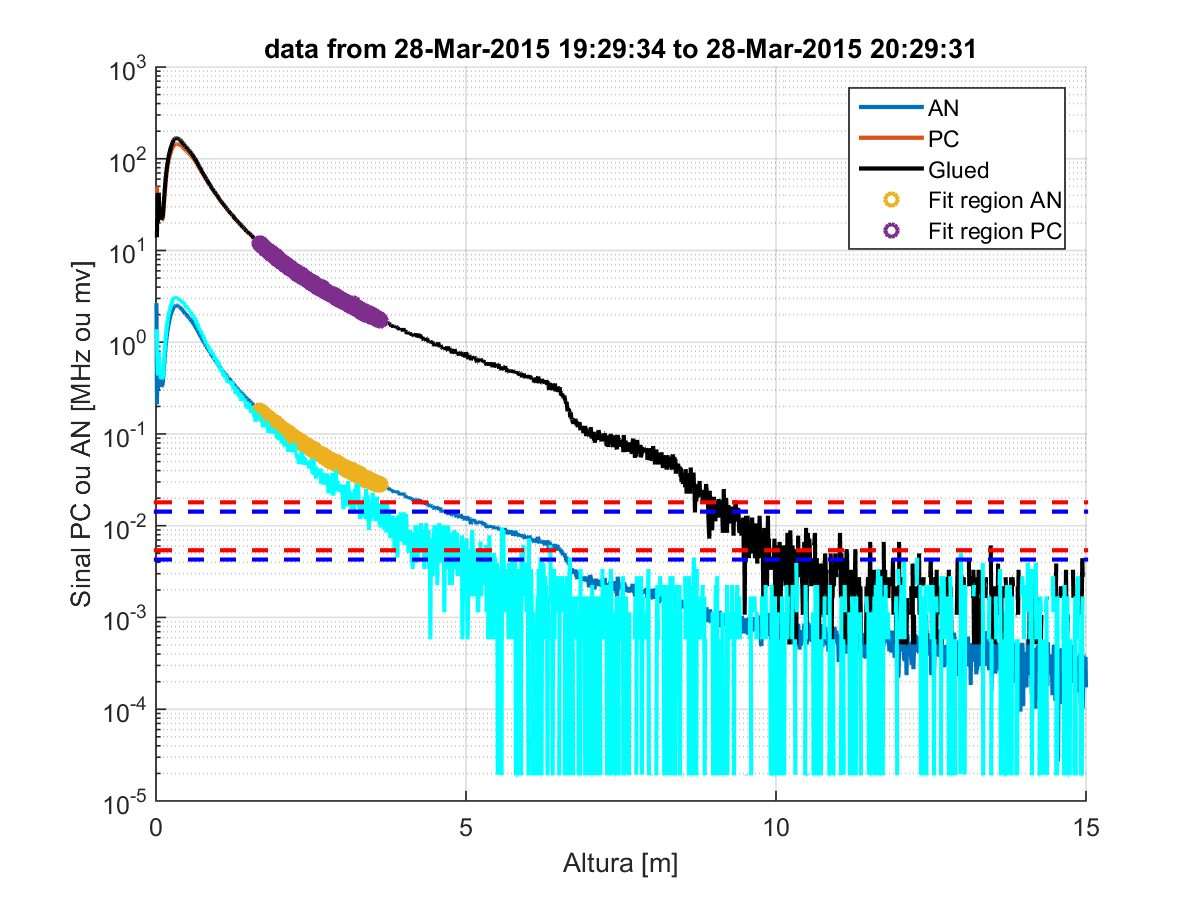 data from 28-Mar-2015 19:29:34 to 28-Mar-2015 20:29:31
AN
PC
Glued
Fit region AN
Fit region PC
Sinal PC ou AN [MHz ou mv]
10^3
10^2
10^1
10^0
10^-1
10^-2
10^-3
10^-4
10^-5
0 5 10 15
Altura [m]